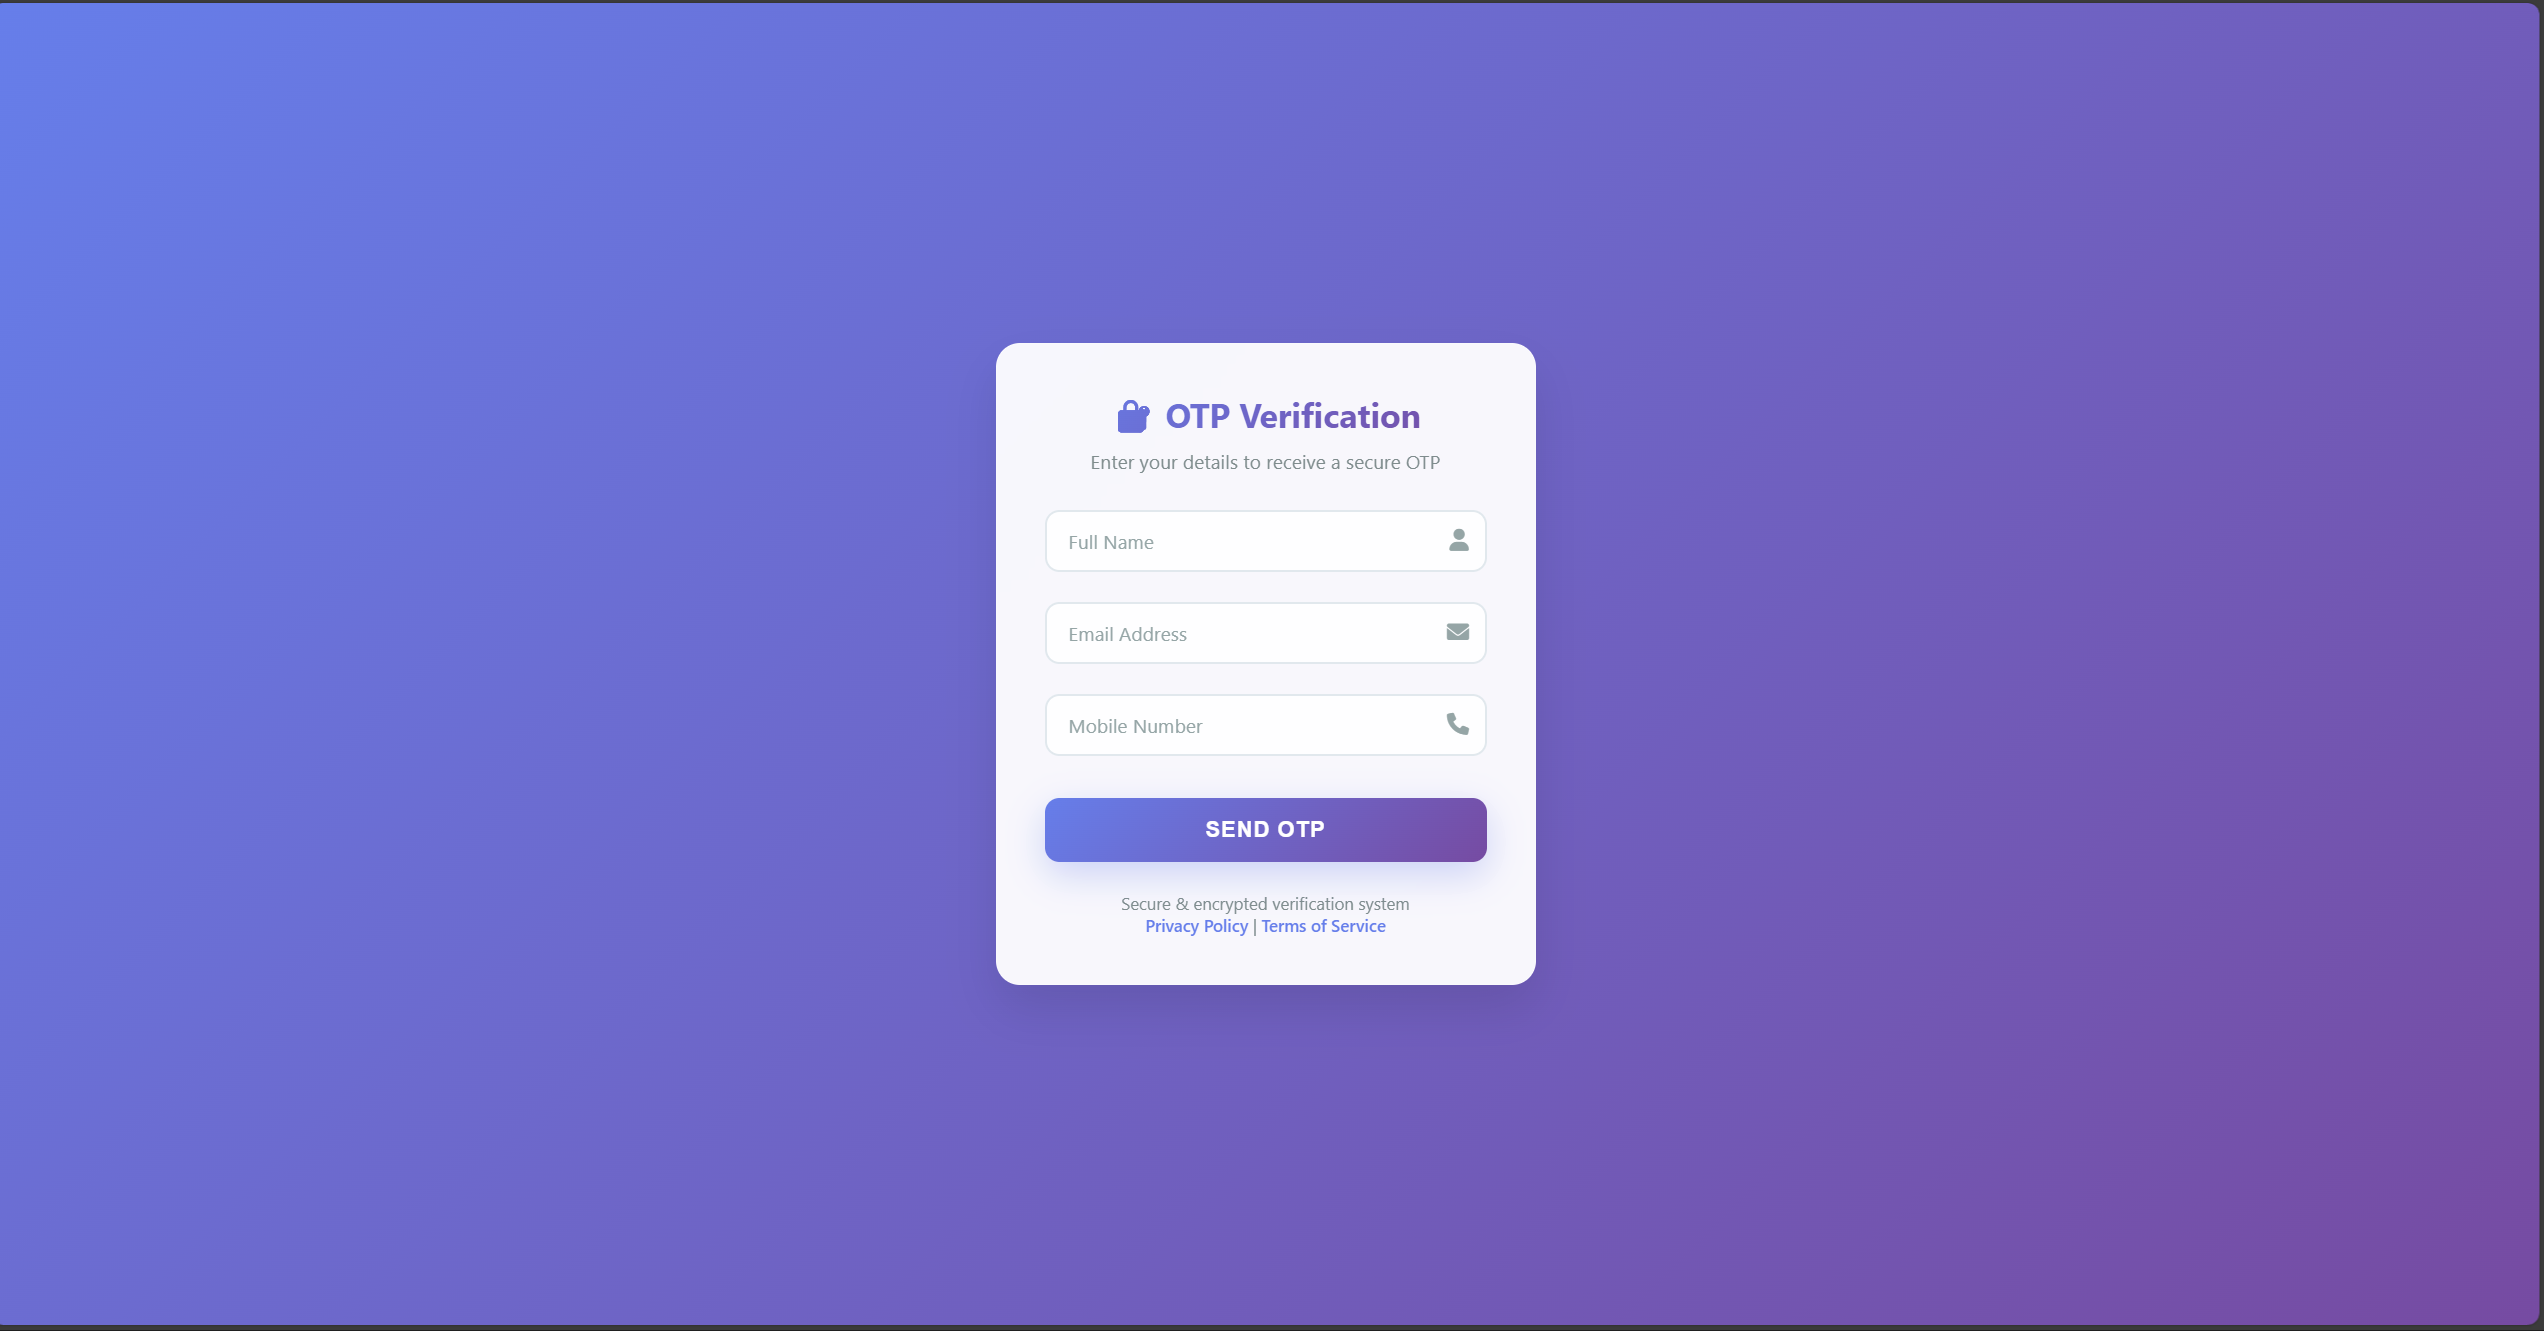 OTP Verification
Enter your details to receive a secure OTP
Full Name
Email Address
Mobile Number
SEND OTP
Secure & encrypted verification system
Privacy Policy | Terms of Service